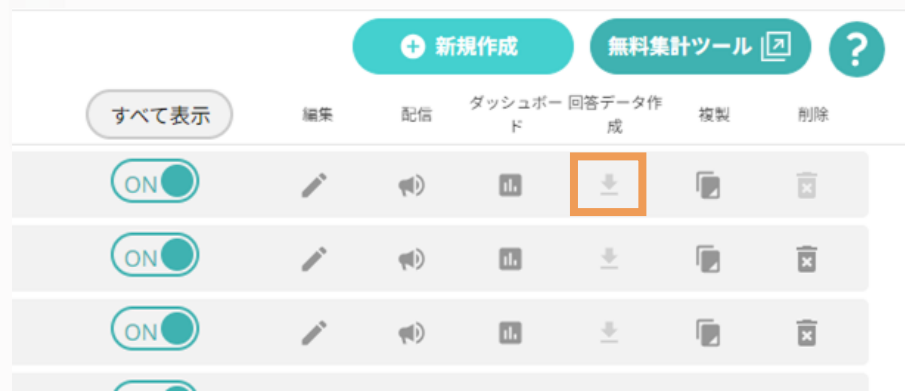 新規作成
無料集計ツール
?
すべて表示
編集
配信
ダッシュボー
ド
回答データ作
成
複製
削除
ON
ON
ON